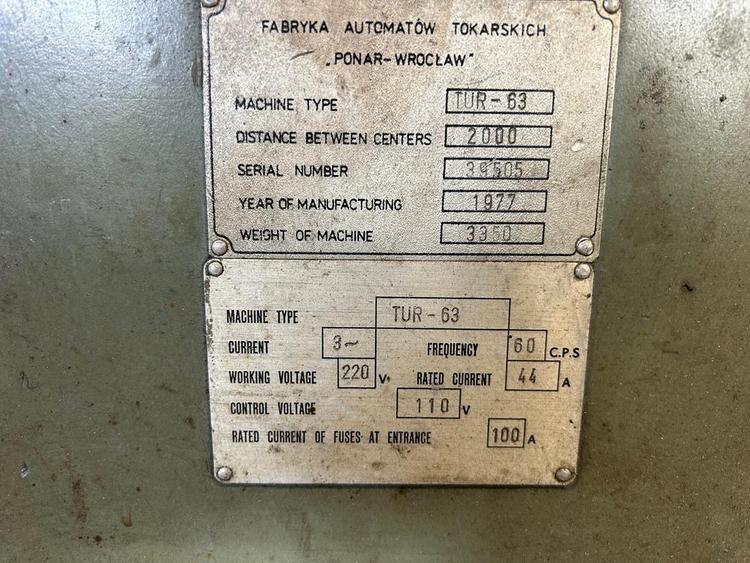 FABRYKA AUTOMATÓW TOKARSKICH
„PONAR-WROCŁAW"
MACHINE TYPE TUR-63
DISTANCE BETWEEN CENTERS 2000
SERIAL NUMBER 39505
YEAR OF MANUFACTURING 1977
WEIGHT OF MACHINE 3350
MACHINE TYPE TUR-63
CURRENT 3~ FREQUENCY 60 C.P.S
WORKING VOLTAGE 220 V. RATED CURRENT 44 A
CONTROL VOLTAGE 110 V
RATED CURRENT OF FUSES AT ENTRANCE 100 A